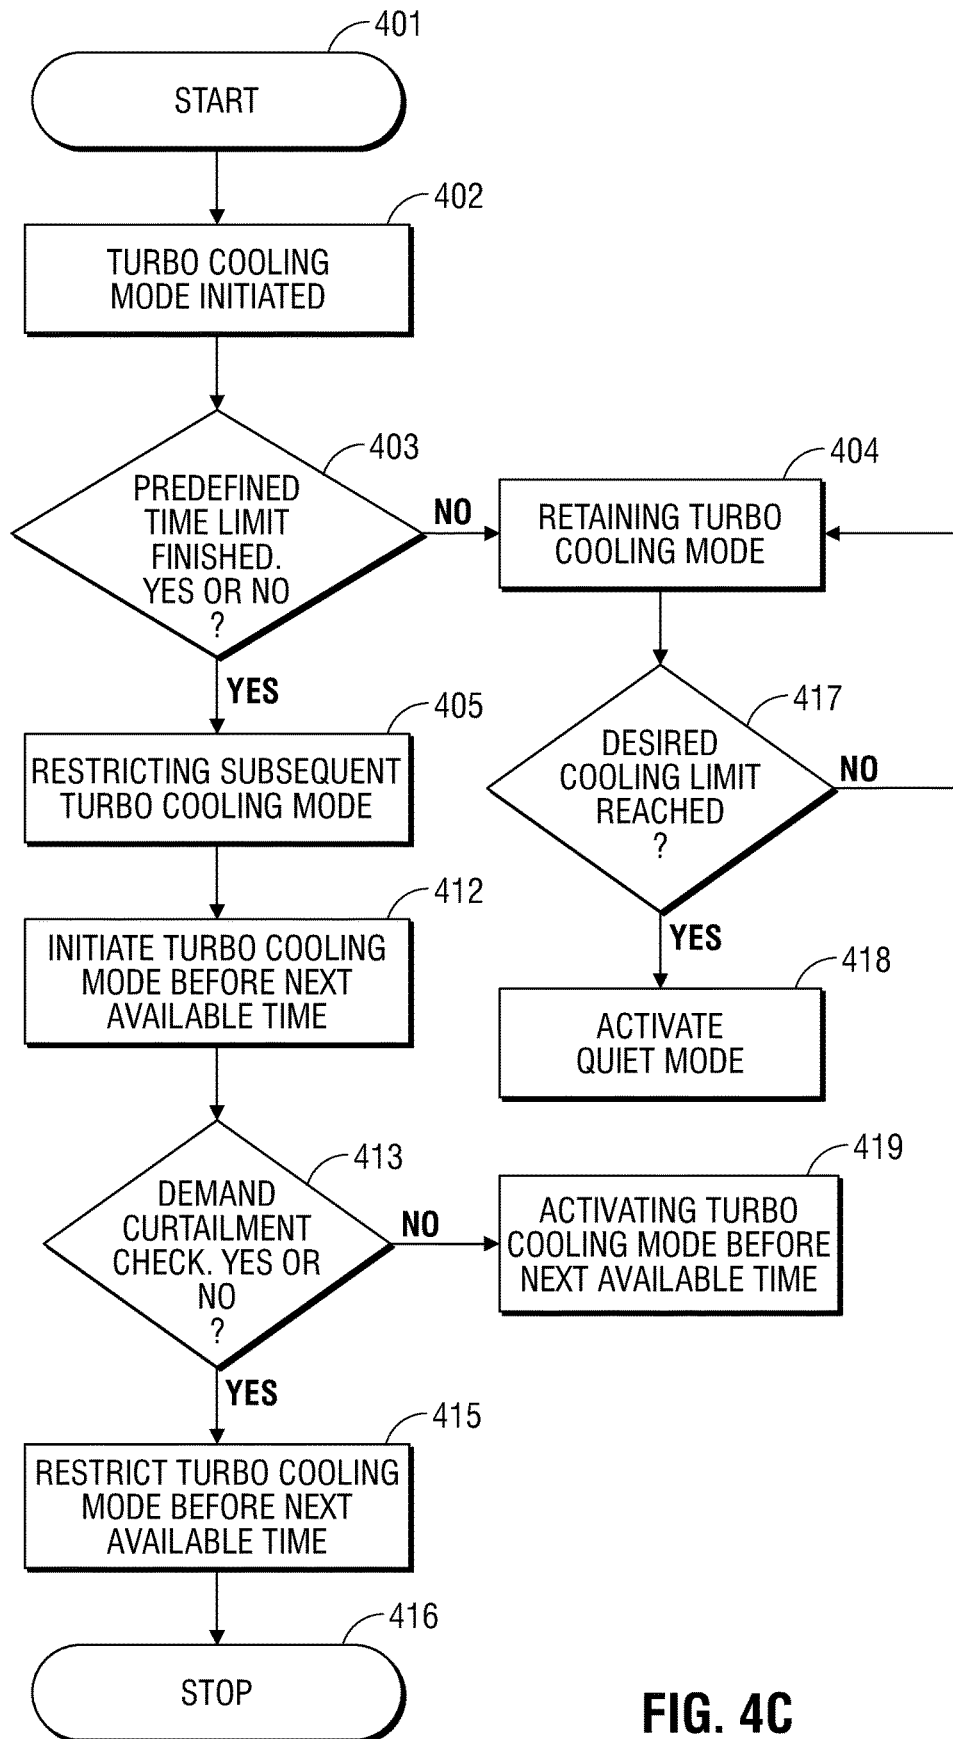 401
START
402
TURBO COOLING
MODE INITIATED
403
PREDEFINED
TIME LIMIT
FINISHED.
YES OR NO
?
NO
404
RETAINING TURBO
COOLING MODE
YES
405
RESTRICTING SUBSEQUENT
TURBO COOLING MODE
417
DESIRED
COOLING LIMIT
REACHED
?
NO
YES
412
INITIATE TURBO COOLING
MODE BEFORE NEXT
AVAILABLE TIME
418
ACTIVATE
QUIET MODE
413
DEMAND
CURTAILMENT
CHECK. YES OR
NO
?
NO
419
ACTIVATING TURBO
COOLING MODE BEFORE
NEXT AVAILABLE TIME
YES
415
RESTRICT TURBO COOLING
MODE BEFORE NEXT
AVAILABLE TIME
416
STOP
FIG. 4C